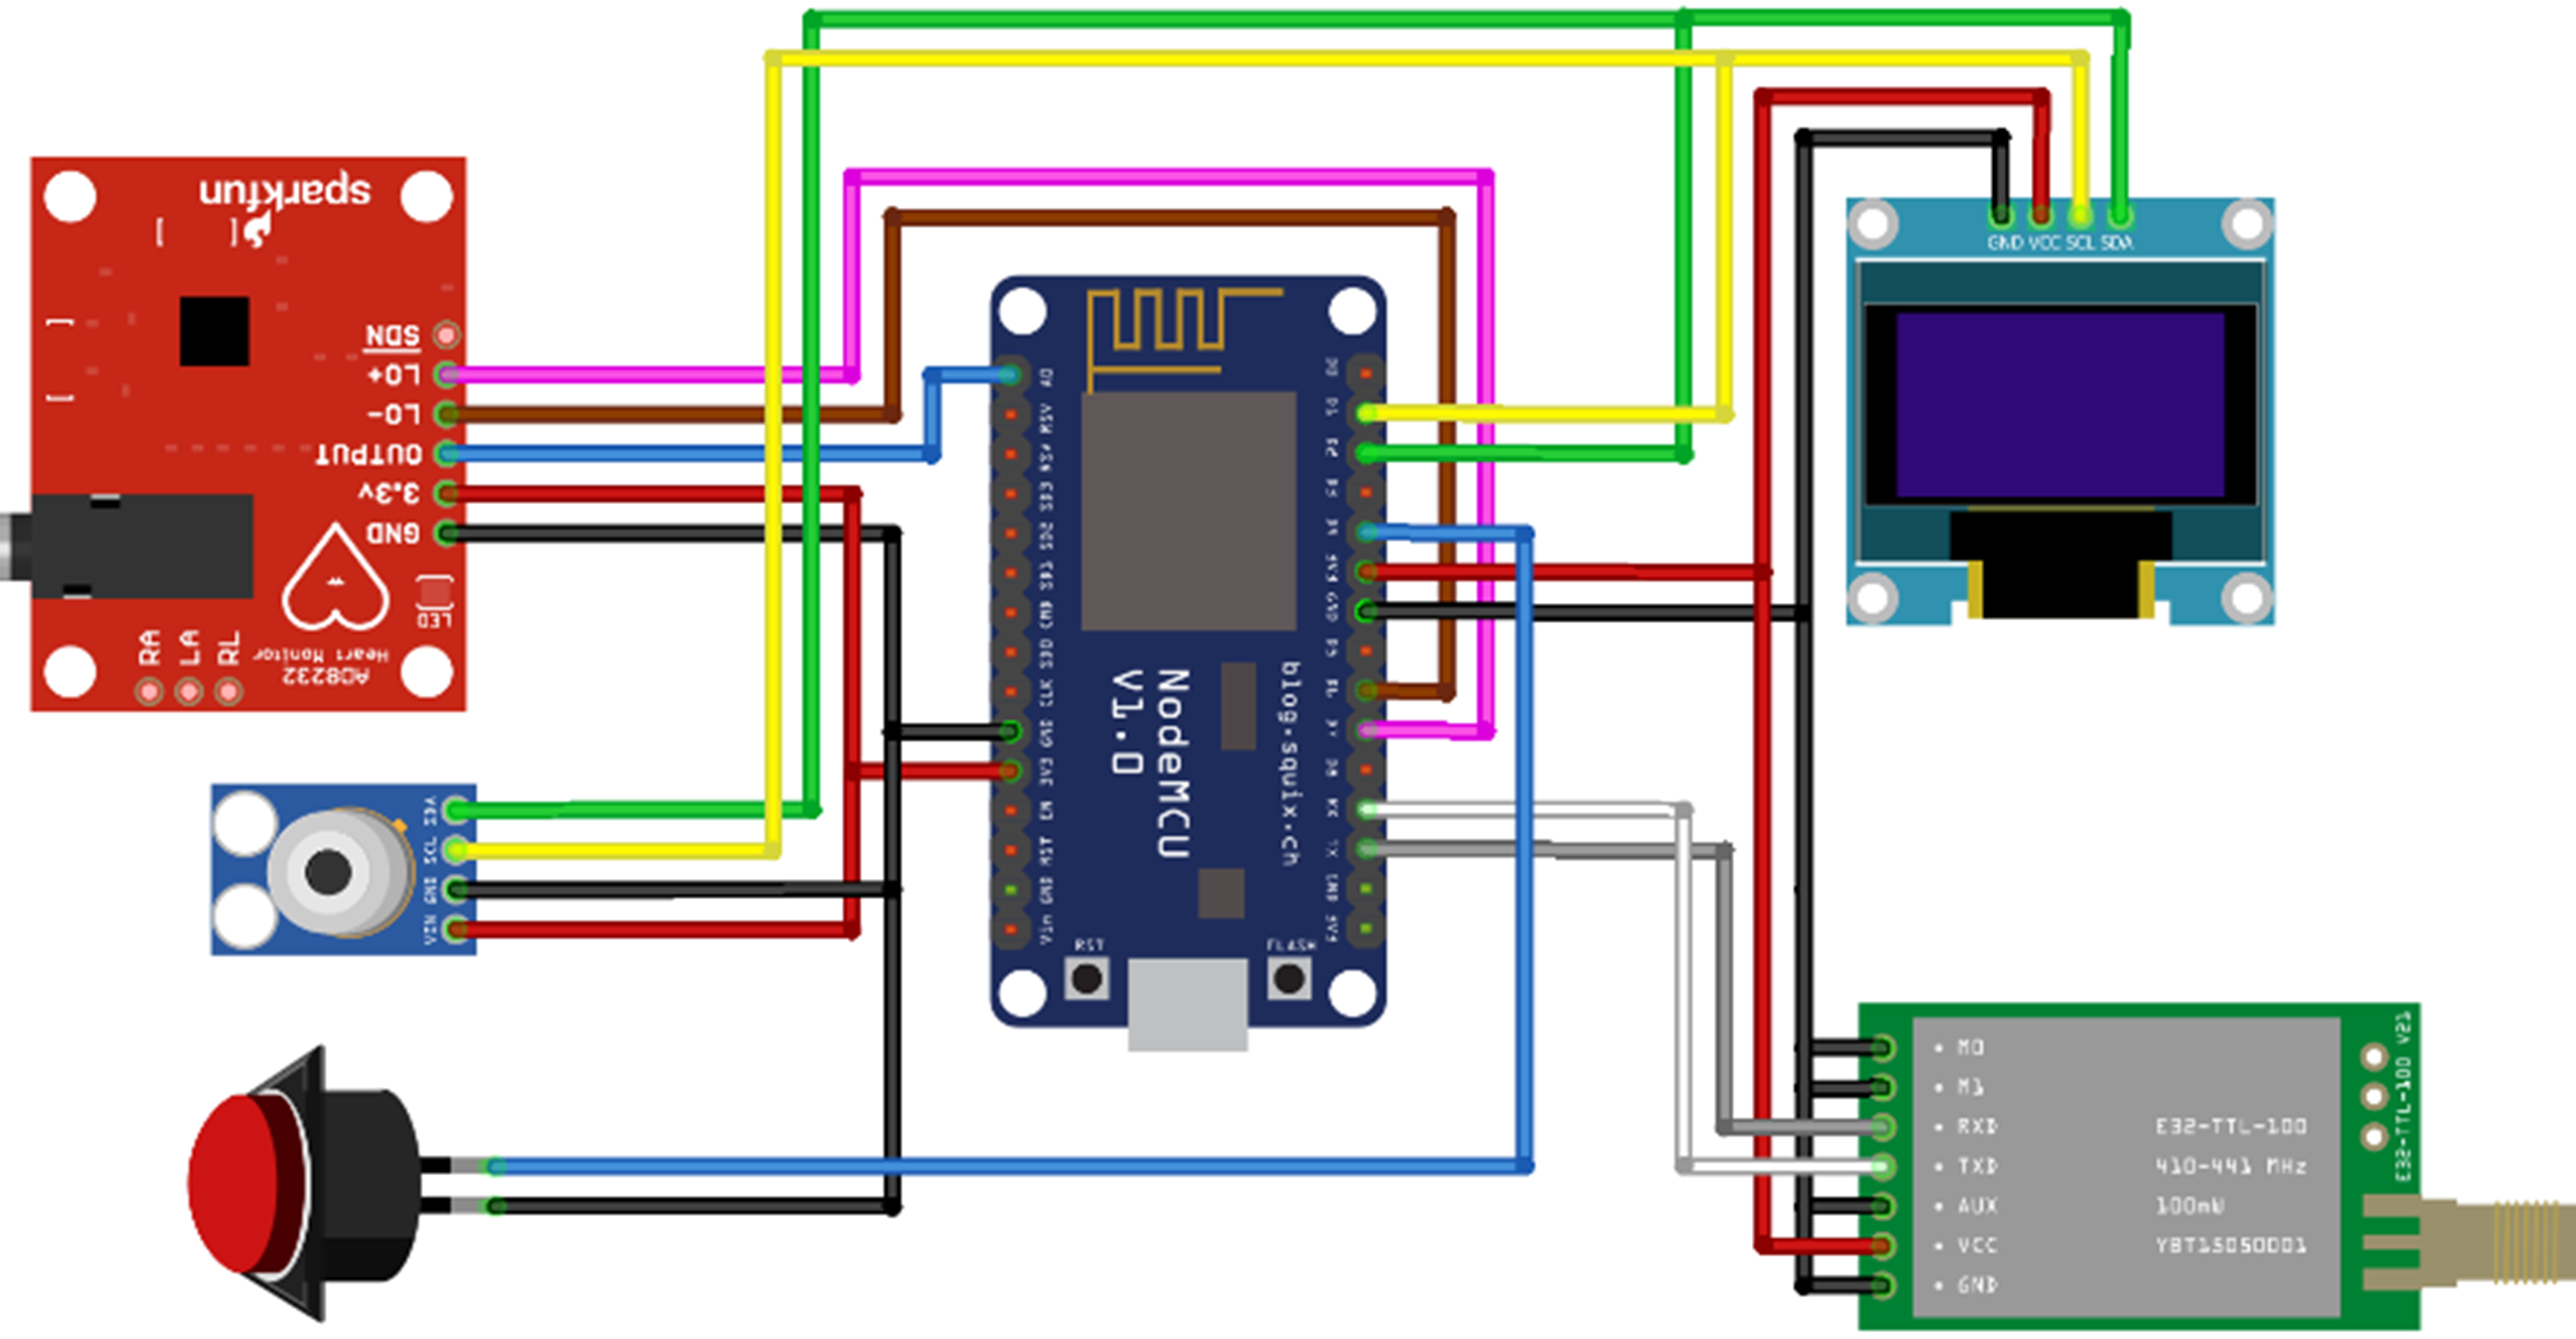 sparkfun
SDN
LO+
LO-
OUTPUT
3.3v
GND
LED
RA
LA
RL
Heart Monitor
AD8232
SDA
SCL
GND
VIN
A0
RSV
RSV
SD3
SD2
SD1
CMD
SD0
CLK
GND
3V3
EN
RST
GND
Vin
NodeMCU
V1.0
blog.squix.ch
D0
D1
D2
D3
D4
3V3
GND
D5
D6
D7
D8
RX
TX
GND
3V3
RST
FLASH
GND VCC SCL SDA
M0
M1
RXD
TXD
AUX
VCC
GND
E32-TTL-100
410-441 MHz
100mW
YBT15050001
E32-TTL-100 V21